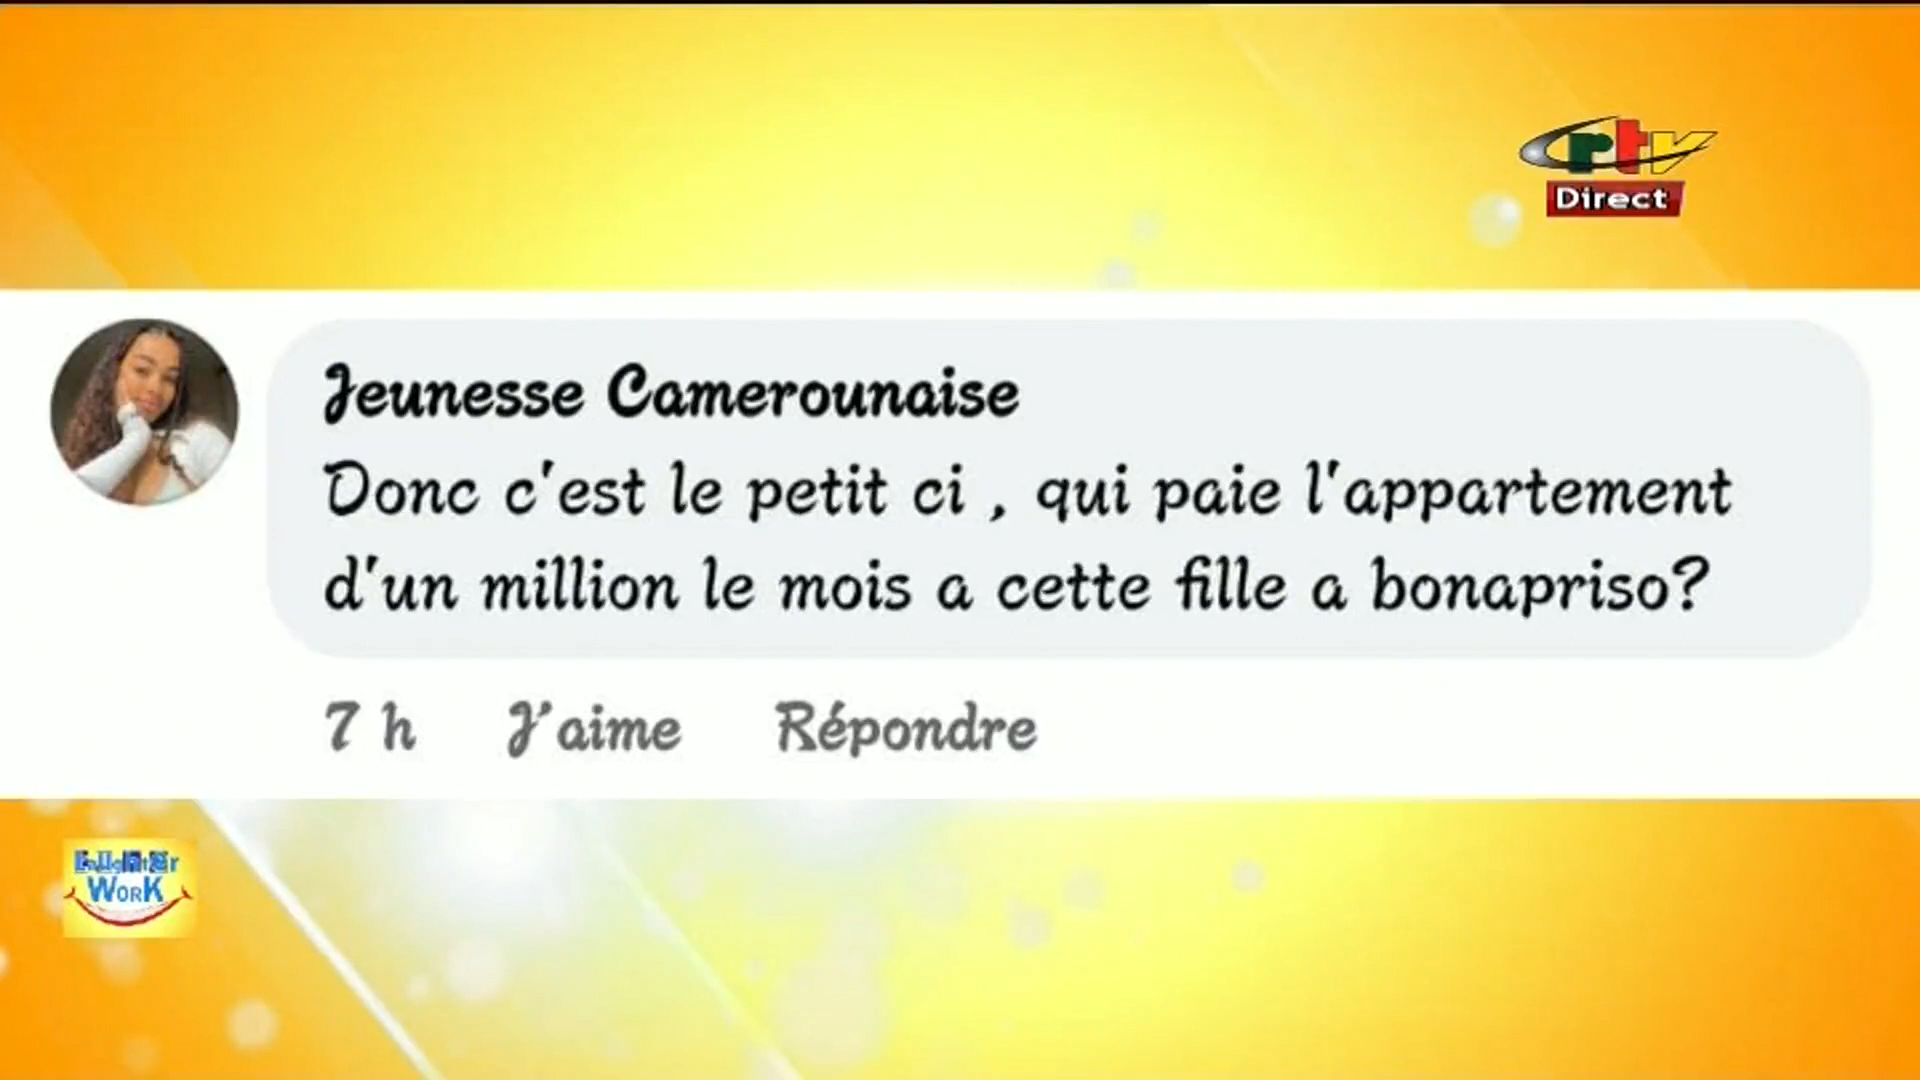 crtv
Direct
Jeunesse Camerounaise
Donc c'est le petit ci , qui paie l'appartement
d'un million le mois a cette fille a bonapriso?
7 h J'aime Répondre
WorK